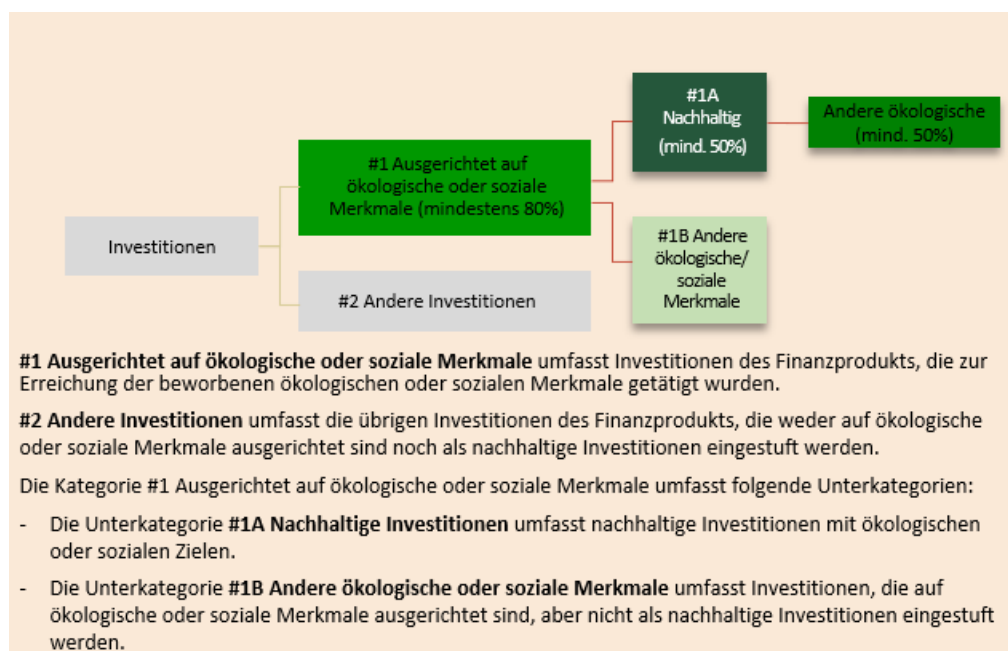 #1A
Nachhaltig
(mind. 50%)
Andere ökologische
(mind. 50%)
#1 Ausgerichtet auf
ökologische oder soziale
Merkmale (mindestens 80%)
Investitionen
#1B Andere
ökologische/
soziale
Merkmale
#2 Andere Investitionen
#1 Ausgerichtet auf ökologische oder soziale Merkmale umfasst Investitionen des Finanzprodukts, die zur
Erreichung der beworbenen ökologischen oder sozialen Merkmale getätigt wurden.
#2 Andere Investitionen umfasst die übrigen Investitionen des Finanzprodukts, die weder auf ökologische
oder soziale Merkmale ausgerichtet sind noch als nachhaltige Investitionen eingestuft werden.
Die Kategorie #1 Ausgerichtet auf ökologische oder soziale Merkmale umfasst folgende Unterkategorien:
- Die Unterkategorie #1A Nachhaltige Investitionen umfasst nachhaltige Investitionen mit ökologischen
oder sozialen Zielen.
- Die Unterkategorie #1B Andere ökologische oder soziale Merkmale umfasst Investitionen, die auf
ökologische oder soziale Merkmale ausgerichtet sind, aber nicht als nachhaltige Investitionen eingestuft
werden.